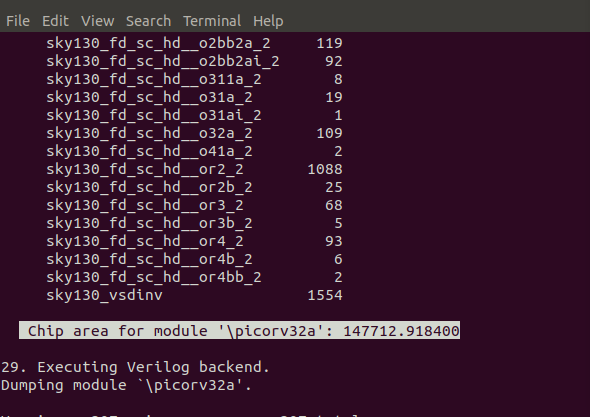 File Edit View Search Terminal Help
sky130_fd_sc_hd__o2bb2a_2 119
sky130_fd_sc_hd__o2bb2ai_2 92
sky130_fd_sc_hd__o311a_2 8
sky130_fd_sc_hd__o31a_2 19
sky130_fd_sc_hd__o31ai_2 1
sky130_fd_sc_hd__o32a_2 109
sky130_fd_sc_hd__o41a_2 2
sky130_fd_sc_hd__or2_2 1088
sky130_fd_sc_hd__or2b_2 25
sky130_fd_sc_hd__or3_2 68
sky130_fd_sc_hd__or3b_2 5
sky130_fd_sc_hd__or4_2 93
sky130_fd_sc_hd__or4b_2 6
sky130_fd_sc_hd__or4bb_2 2
sky130_vsdinv 1554
Chip area for module '\picorv32a': 147712.918400
29. Executing Verilog backend.
Dumping module `\picorv32a'.